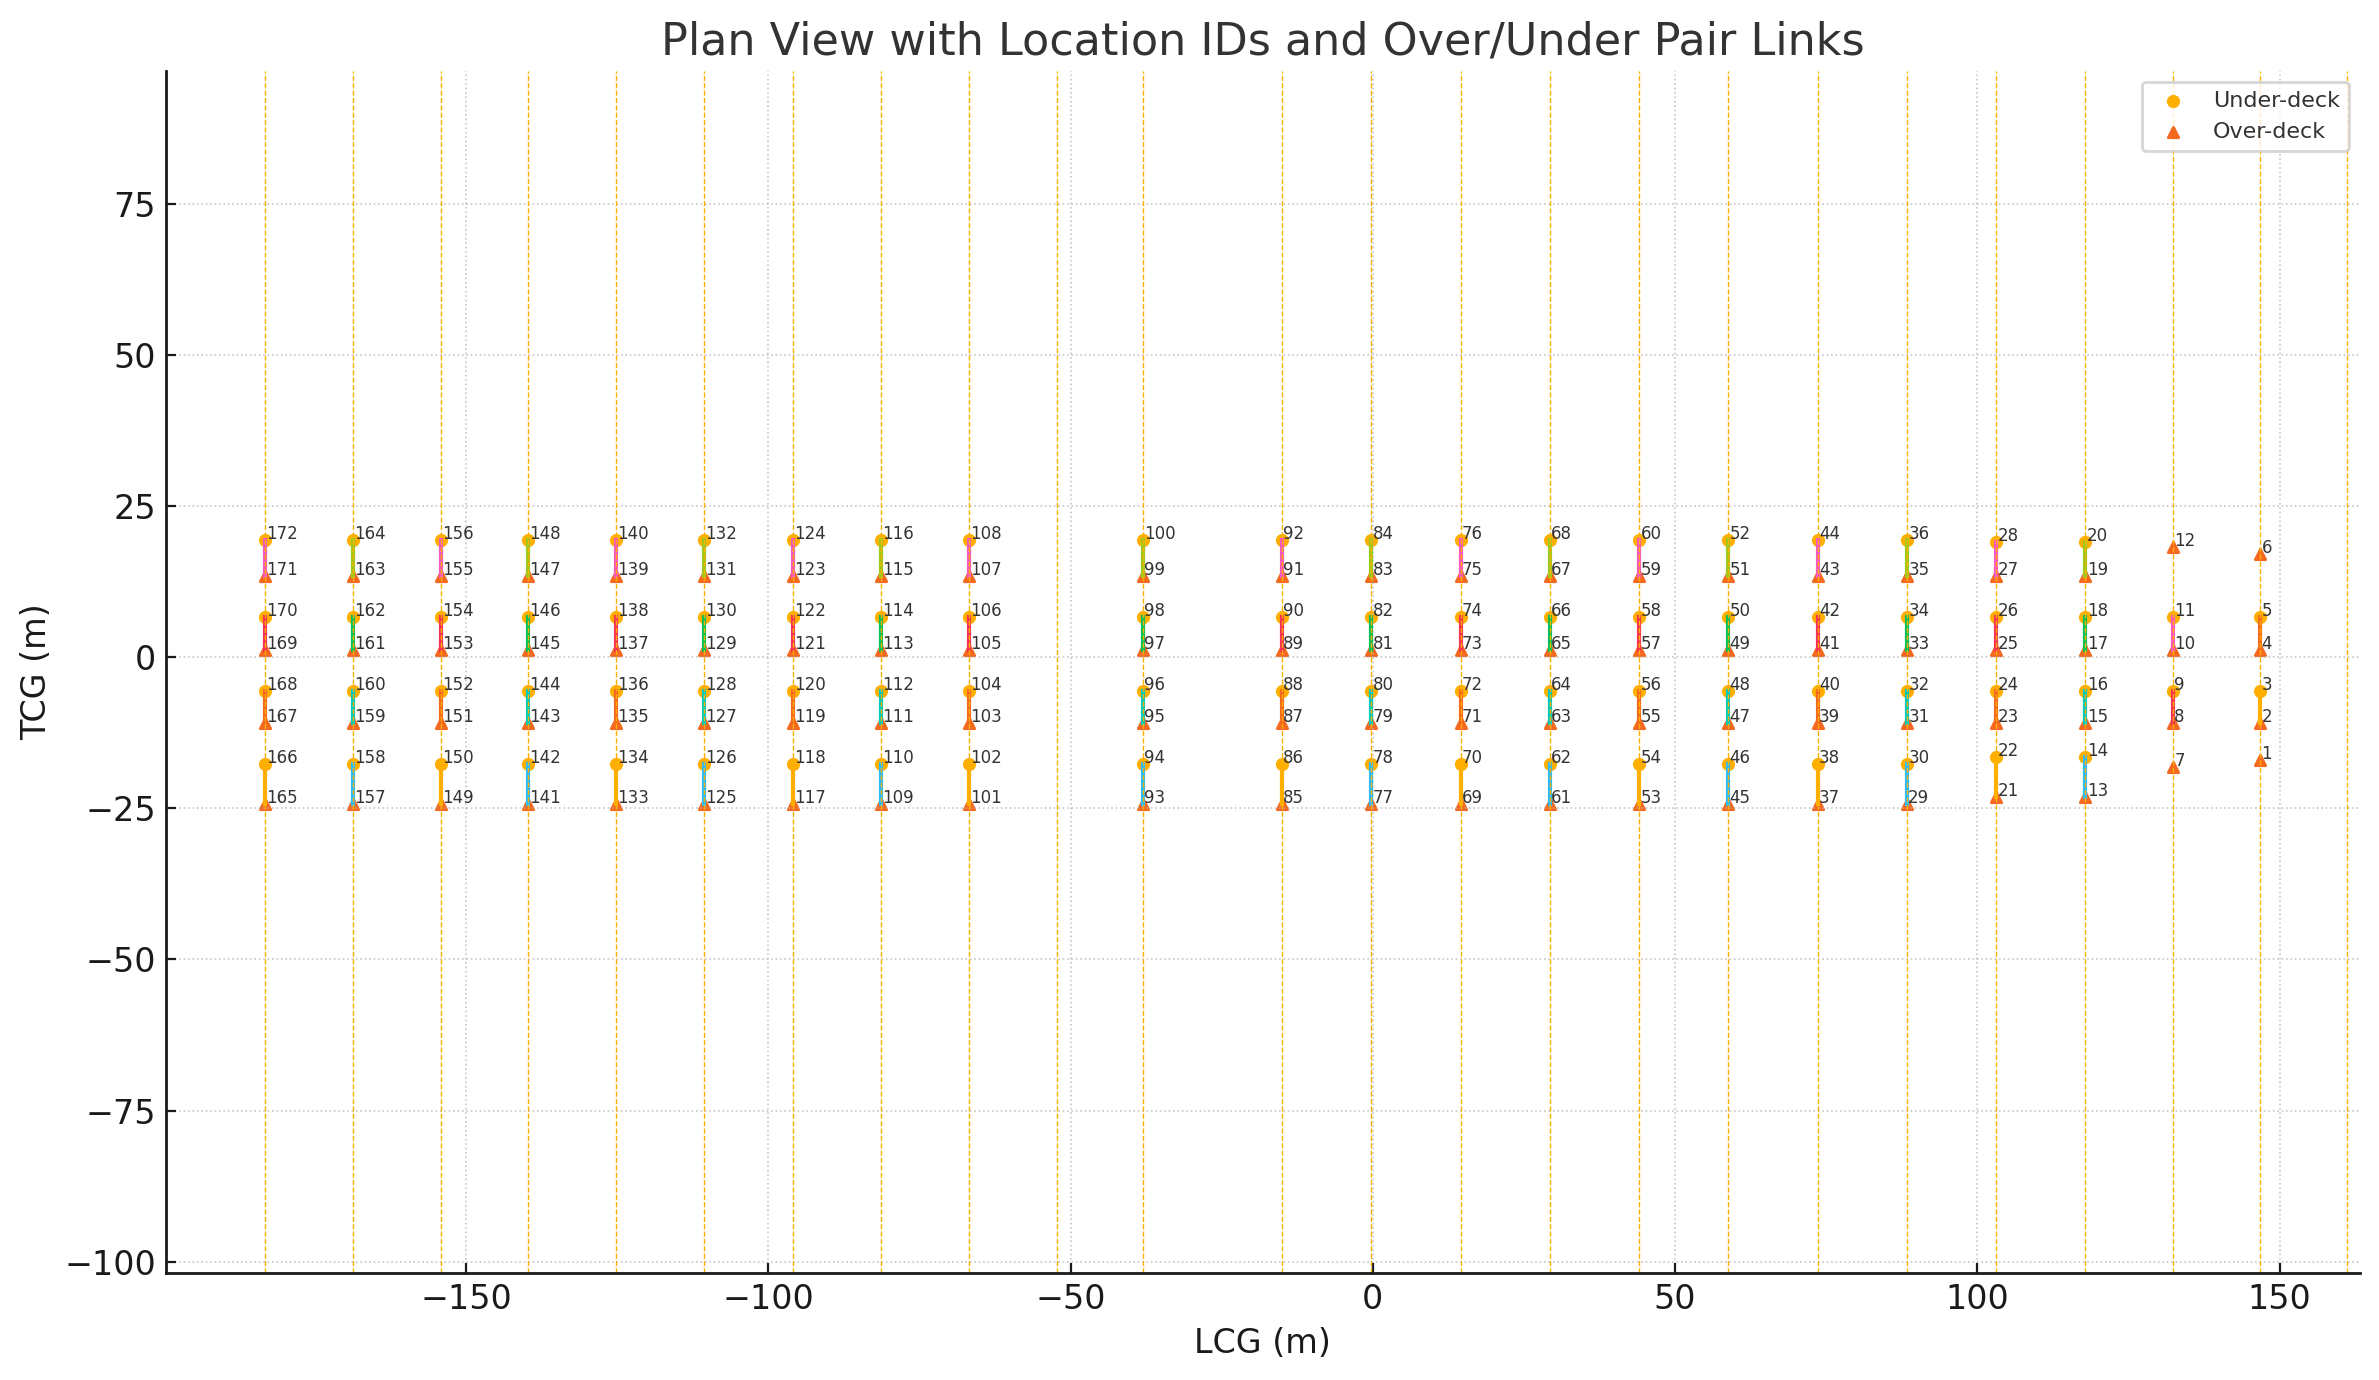 Plan View with Location IDs and Over/Under Pair Links
Under-deck
Over-deck
TCG (m)
75
50
25
0
−25
−50
−75
−100
172 164 156 148 140 132 124 116 108 100 92 84 76 68 60 52 44 36 28 20 12 6
171 163 155 147 139 131 123 115 107 99 91 83 75 67 59 51 43 35 27 19
170 162 154 146 138 130 122 114 106 98 90 82 74 66 58 50 42 34 26 18 11 5
169 161 153 145 137 129 121 113 105 97 89 81 73 65 57 49 41 33 25 17 10 4
168 160 152 144 136 128 120 112 104 96 88 80 72 64 56 48 40 32 24 16 9 3
167 159 151 143 135 127 119 111 103 95 87 79 71 63 55 47 39 31 23 15 8 2
166 158 150 142 134 126 118 110 102 94 86 78 70 62 54 46 38 30 22 14 7 1
165 157 149 141 133 125 117 109 101 93 85 77 69 61 53 45 37 29 21 13
−150 −100 −50 0 50 100 150
LCG (m)